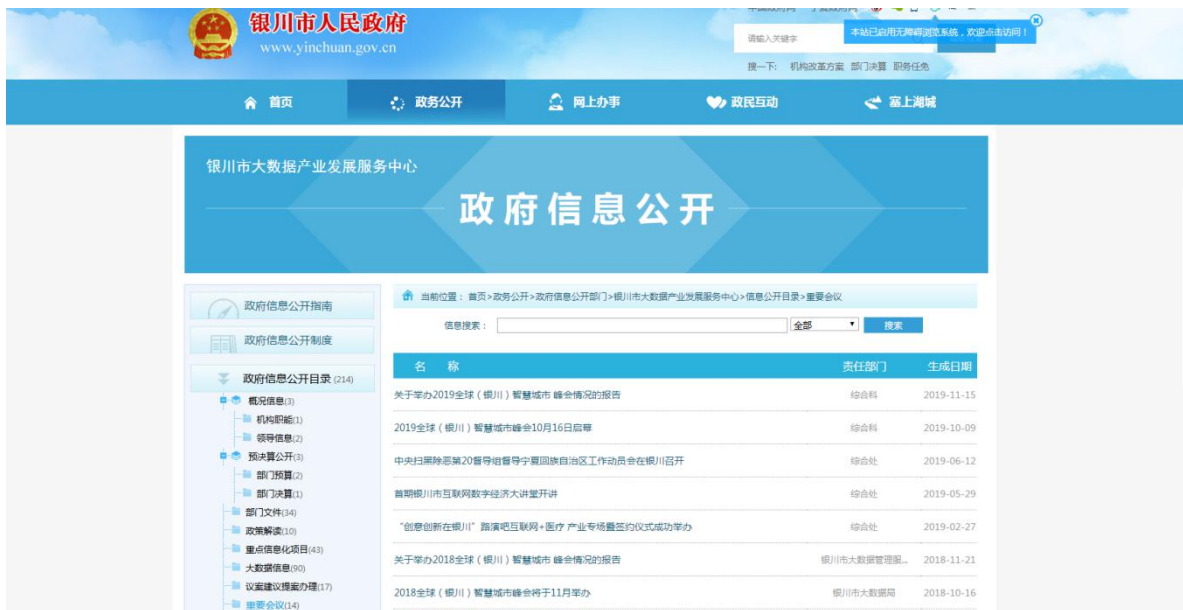 银川市人民政府
www.yinchuan.gov.cn
请输入关键字
本站已启用无障碍浏览系统，欢迎点击访问！
搜一下： 机构改革方案 部门决算 职务任免
首页 政务公开 网上办事 政民互动 塞上湖城
银川市大数据产业发展服务中心
政府信息公开
政府信息公开指南
政府信息公开制度
政府信息公开目录 (214)
概况信息(3)
机构职能(1)
领导信息(2)
预决算公开(3)
部门预算(2)
部门决算(1)
部门文件(34)
政策解读(10)
重点信息化项目(43)
大数据信息(90)
议案建议提案办理(17)
重要会议(14)
当前位置： 首页>政务公开>政府信息公开部门>银川市大数据产业发展服务中心>信息公开目录>重要会议
信息搜索： 全部 搜索
名 称 责任部门 生成日期
关于举办2019全球（银川）智慧城市 峰会情况的报告 综合科 2019-11-15
2019全球（银川）智慧城市峰会10月16日启幕 综合科 2019-10-09
中央扫黑除恶第20督导组督导宁夏回族自治区工作动员会在银川召开 综合处 2019-06-12
首期银川市互联网数字经济大讲堂开讲 综合处 2019-05-29
“创意创新在银川”路演吧互联网+医疗 产业专场暨签约仪式成功举办 综合处 2019-02-27
关于举办2018全球（银川）智慧城市 峰会情况的报告 银川市大数据管理服... 2018-11-21
2018全球（银川）智慧城市峰会将于11月举办 银川市大数据局 2018-10-16